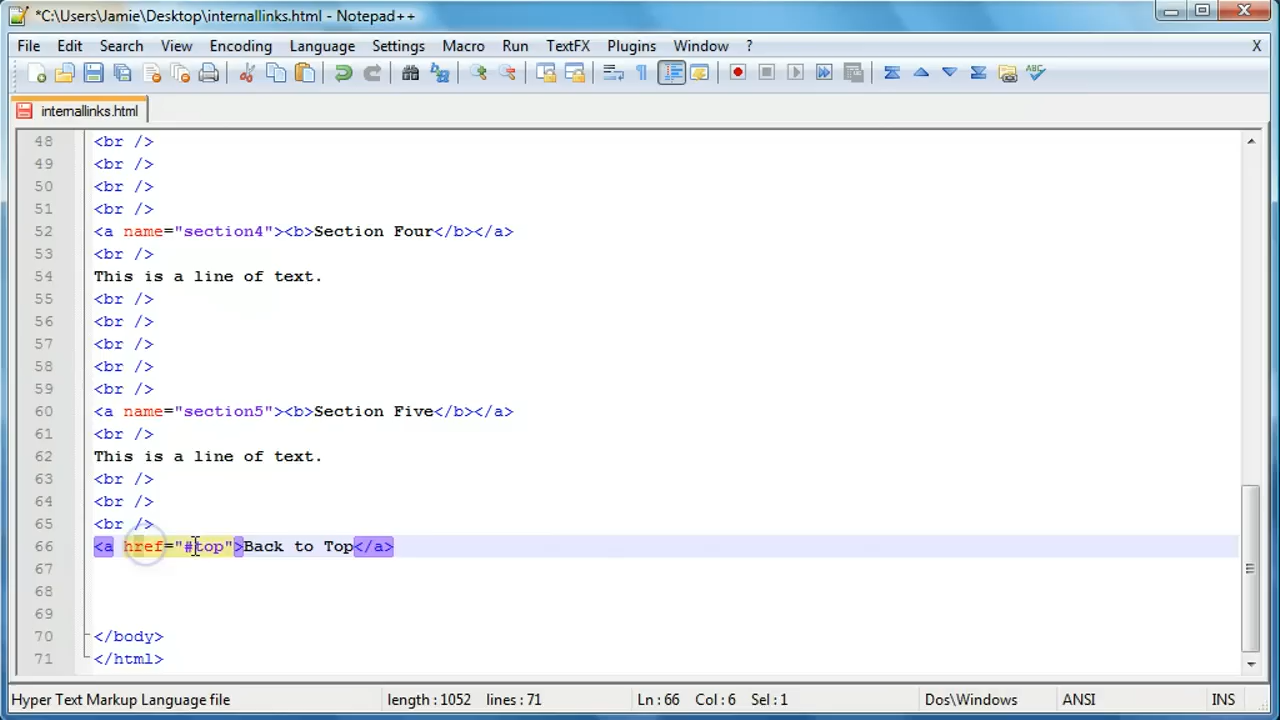 *C:\Users\Jamie\Desktop\internallinks.html - Notepad++
File Edit Search View Encoding Language Settings Macro Run TextFX Plugins Window ? X
internallinks.html
48 <br />
49 <br />
50 <br />
51 <br />
52 <a name="section4"><b>Section Four</b></a>
53 <br />
54 This is a line of text.
55 <br />
56 <br />
57 <br />
58 <br />
59 <br />
60 <a name="section5"><b>Section Five</b></a>
61 <br />
62 This is a line of text.
63 <br />
64 <br />
65 <br />
66 <a href="#top">Back to Top</a>
67
68
69
70 </body>
71 </html>
Hyper Text Markup Language file length : 1052 lines : 71 Ln : 66 Col : 6 Sel : 1 Dos\Windows ANSI INS